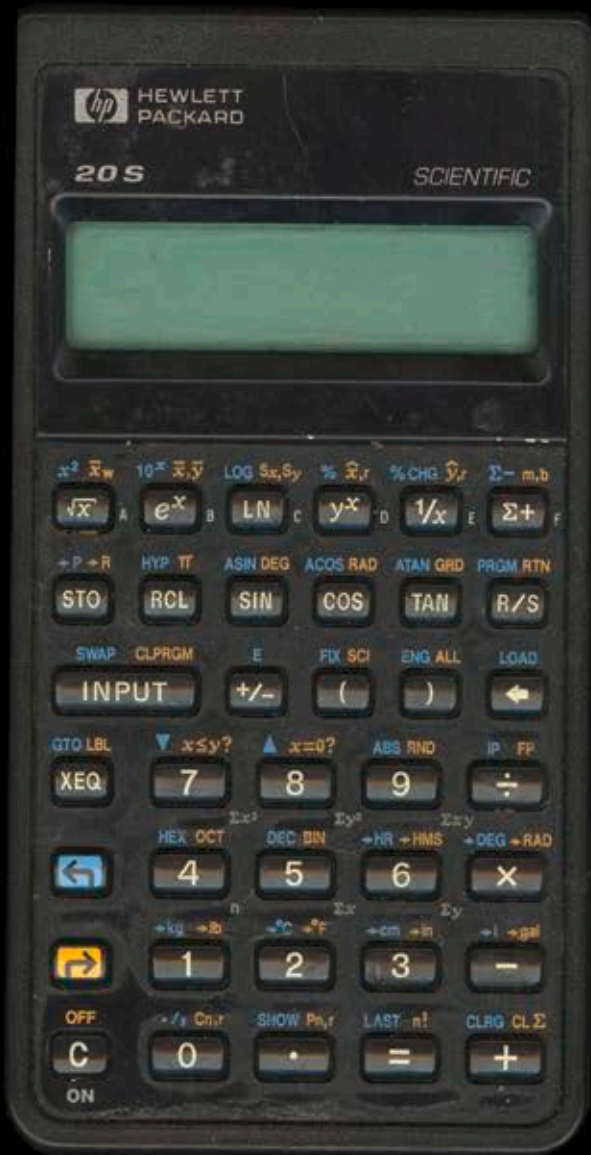 hp HEWLETT
PACKARD
20S SCIENTIFIC
x² x̄w 10ˣ x̄,ȳ LOG Sx,Sy % x̂,r %CHG ŷ,r Σ− m,b
√x A eˣ B LN C yˣ D 1/x E Σ+ F
→P →R HYP π ASIN DEG ACOS RAD ATAN GRD PRGM RTN
STO RCL SIN COS TAN R/S
SWAP CLPRGM E FIX SCI ENG ALL LOAD
INPUT +/− ( ) ←
GTO LBL ▼ x≤y? ▲ x=0? ABS RND IP FP
XEQ 7 8 9 ÷
Σx² Σy² Σxy
HEX OCT DEC BIN →HR →HMS →DEG →RAD
4 5 6 ×
n Σx Σy
→kg →lb →°C →°F →cm →in →l →gal
1 2 3 −
OFF ./, Cn,r SHOW Pn,r LAST n! CLRG CLΣ
C 0 · = +
ON